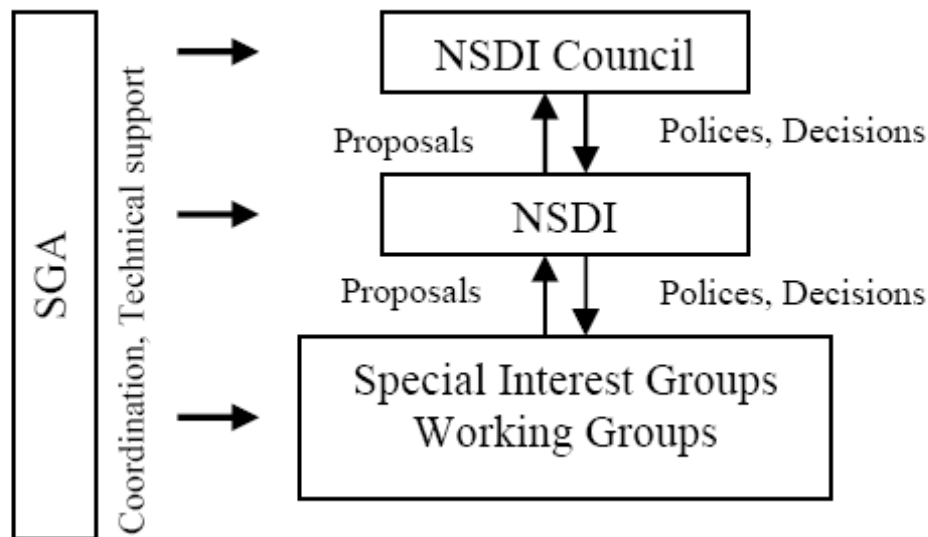 SGA
Coordination, Technical support
NSDI Council
Proposals
Polices, Decisions
NSDI
Proposals
Polices, Decisions
Special Interest Groups
Working Groups